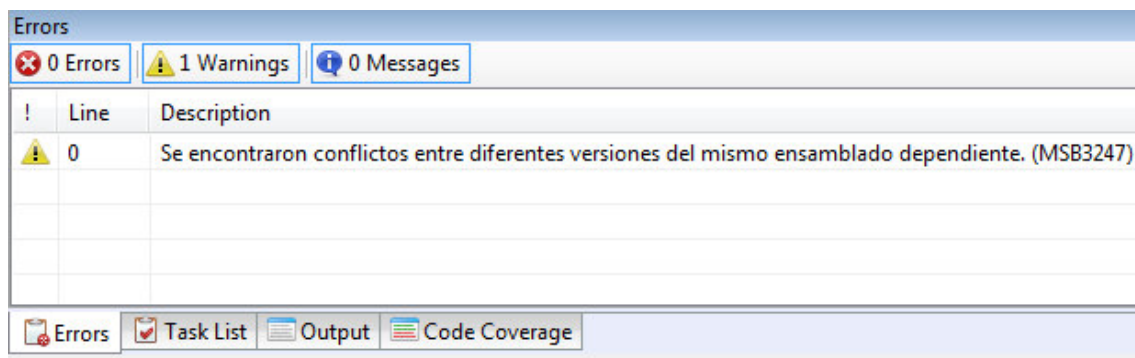 Errors
0 Errors 1 Warnings 0 Messages
! Line Description
0 Se encontraron conflictos entre diferentes versiones del mismo ensamblado dependiente. (MSB3247)
Errors Task List Output Code Coverage